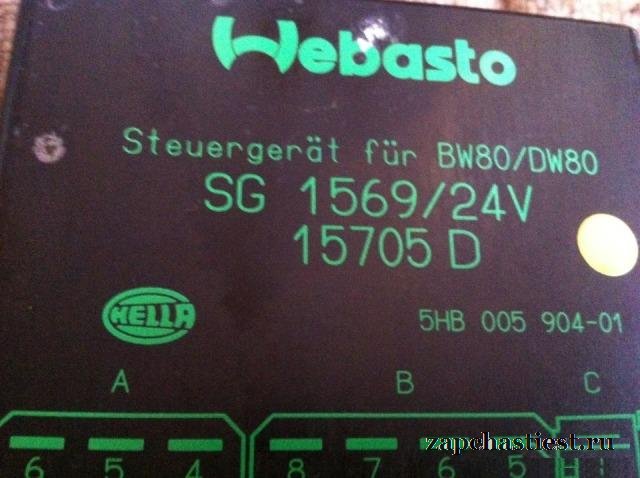 Webasto
Steuergerät für BW80/DW80
SG 1569/24V
15705 D
HELLA
5HB 005 904-01
A B C
6 5 4 8 7 6 5 H I
zapchastiest.ru